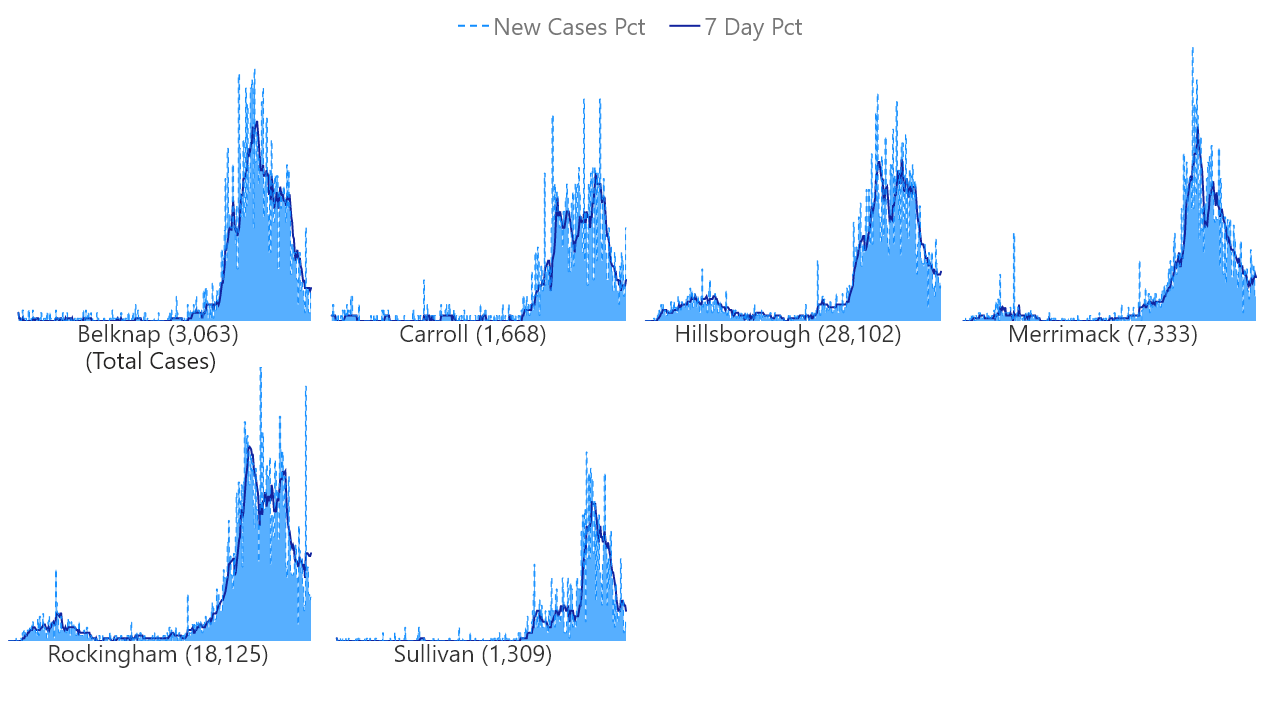 New Cases Pct 7 Day Pct
Belknap (3,063)
(Total Cases)
Carroll (1,668)
Hillsborough (28,102)
Merrimack (7,333)
Rockingham (18,125)
Sullivan (1,309)